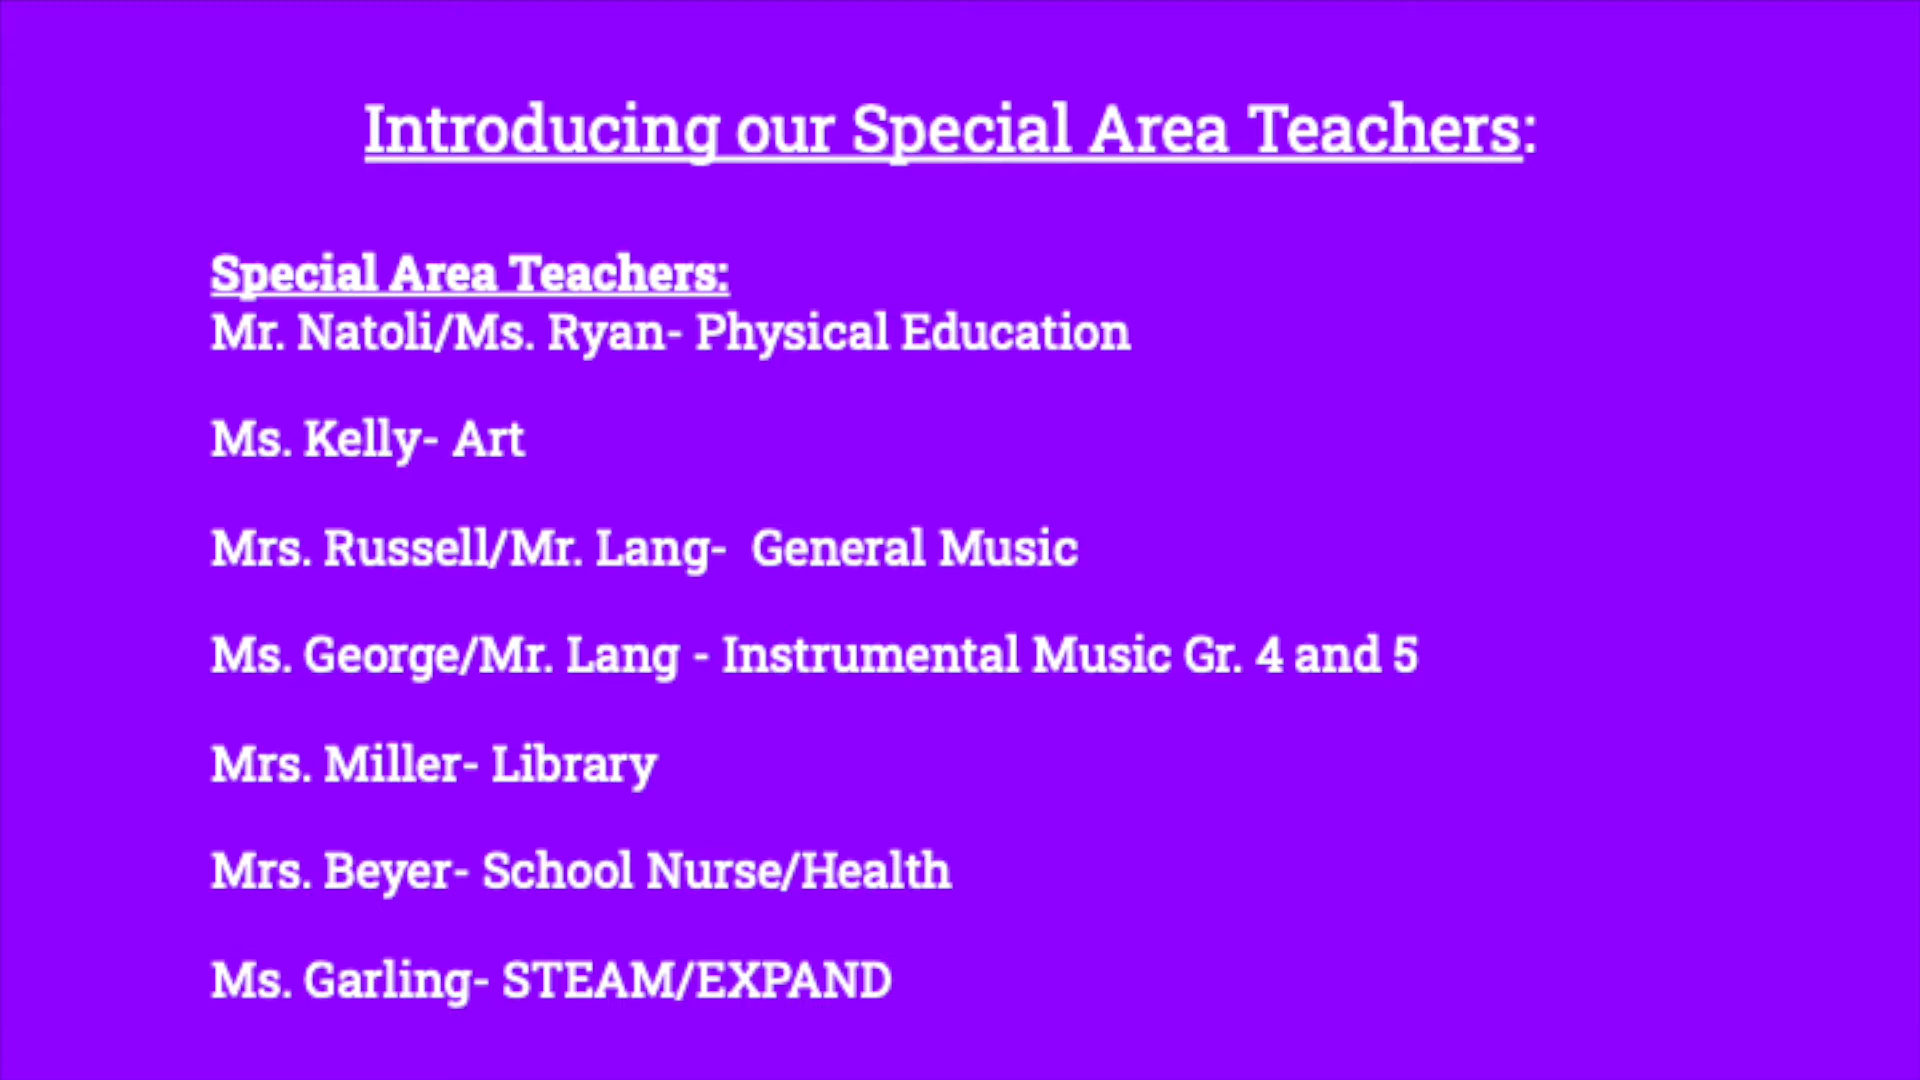 Introducing our Special Area Teachers:
Special Area Teachers:
Mr. Natoli/Ms. Ryan- Physical Education
Ms. Kelly- Art
Mrs. Russell/Mr. Lang-  General Music
Ms. George/Mr. Lang - Instrumental Music Gr. 4 and 5
Mrs. Miller- Library
Mrs. Beyer- School Nurse/Health
Ms. Garling- STEAM/EXPAND